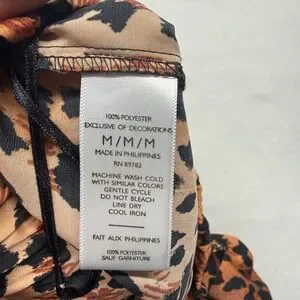 100% POLYESTER
EXCLUSIVE OF DECORATIONS
M/M/M
MADE IN PHILIPPINES
RN 89782
MACHINE WASH COLD
WITH SIMILAR COLORS
GENTLE CYCLE
DO NOT BLEACH
LINE DRY
COOL IRON
FAIT AUX PHILIPPINES
100% POLYESTER
SAUF GARNITURE